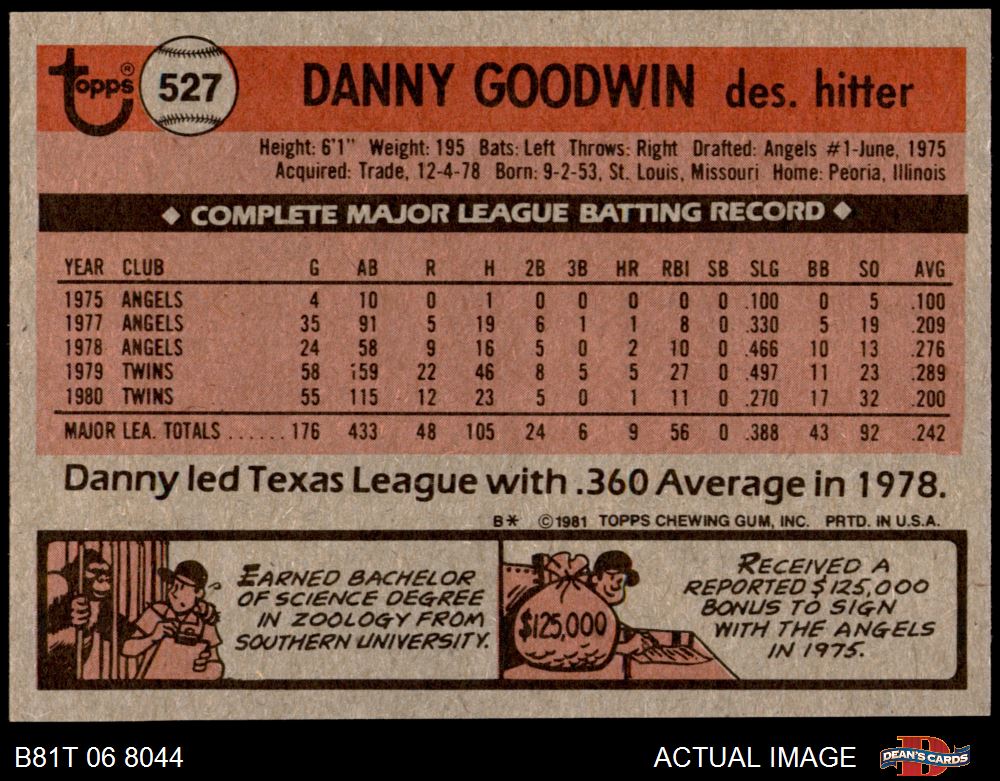 topps®
527
DANNY GOODWIN des. hitter
Height: 6'1" Weight: 195 Bats: Left Throws: Right Drafted: Angels #1-June, 1975
Acquired: Trade, 12-4-78 Born: 9-2-53, St. Louis, Missouri Home: Peoria, Illinois
◆ COMPLETE MAJOR LEAGUE BATTING RECORD ◆
YEAR CLUB G AB R H 2B 3B HR RBI SB SLG BB SO AVG
1975 ANGELS 4 10 0 1 0 0 0 0 0 .100 0 5 .100
1977 ANGELS 35 91 5 19 6 1 1 8 0 .330 5 19 .209
1978 ANGELS 24 58 9 16 5 0 2 10 0 .466 10 13 .276
1979 TWINS 58 159 22 46 8 5 5 27 0 .497 11 23 .289
1980 TWINS 55 115 12 23 5 0 1 11 0 .270 17 32 .200
MAJOR LEA. TOTALS ...... 176 433 48 105 24 6 9 56 0 .388 43 92 .242
Danny led Texas League with .360 Average in 1978.
B* ©1981 TOPPS CHEWING GUM, INC. PRTD. IN U.S.A.
EARNED BACHELOR
OF SCIENCE DEGREE
IN ZOOLOGY FROM
SOUTHERN UNIVERSITY.
$125,000
RECEIVED A
REPORTED $125,000
BONUS TO SIGN
WITH THE ANGELS
IN 1975.
B81T 06 8044
ACTUAL IMAGE
D
DEAN'S CARDS